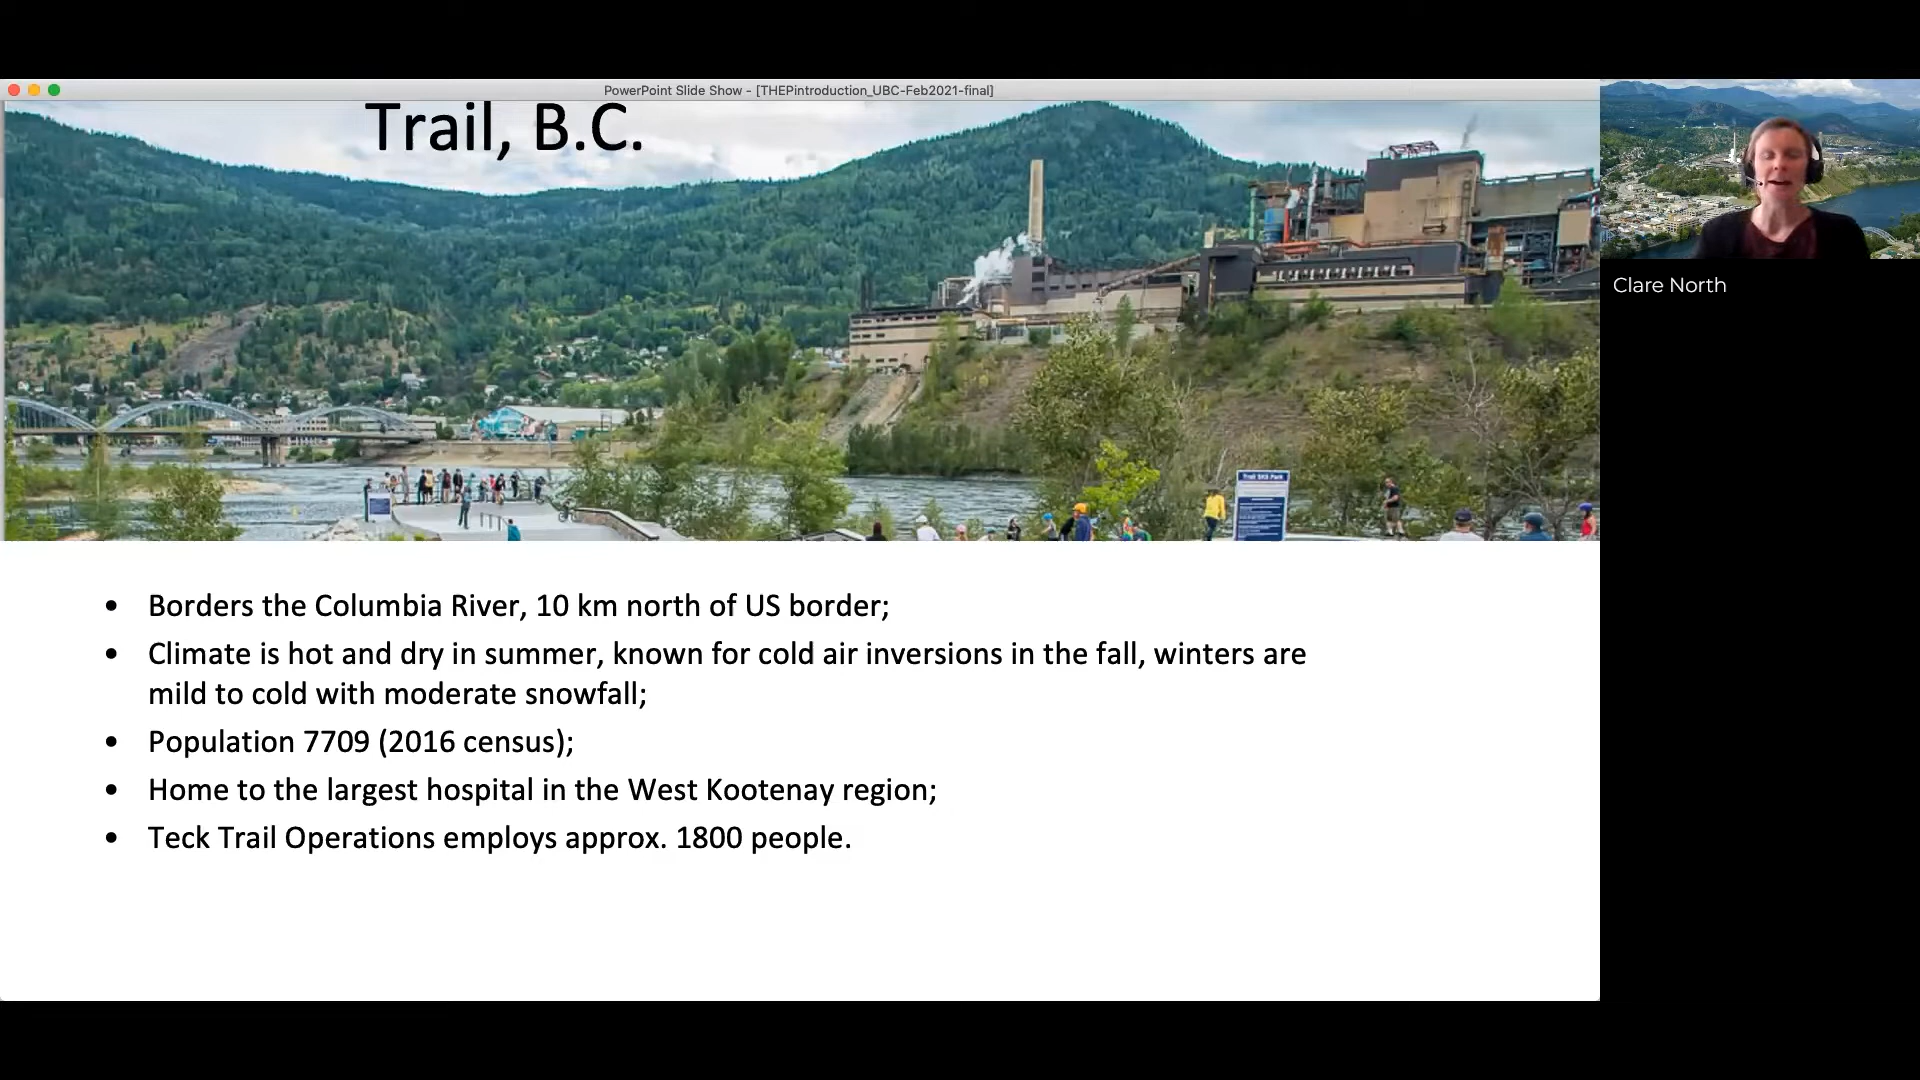 PowerPoint Slide Show - [THEPintroduction_UBC-Feb2021-final]
Trail, B.C.
Clare North
Trail SK8 Park
• Borders the Columbia River, 10 km north of US border;
• Climate is hot and dry in summer, known for cold air inversions in the fall, winters are
mild to cold with moderate snowfall;
• Population 7709 (2016 census);
• Home to the largest hospital in the West Kootenay region;
• Teck Trail Operations employs approx. 1800 people.